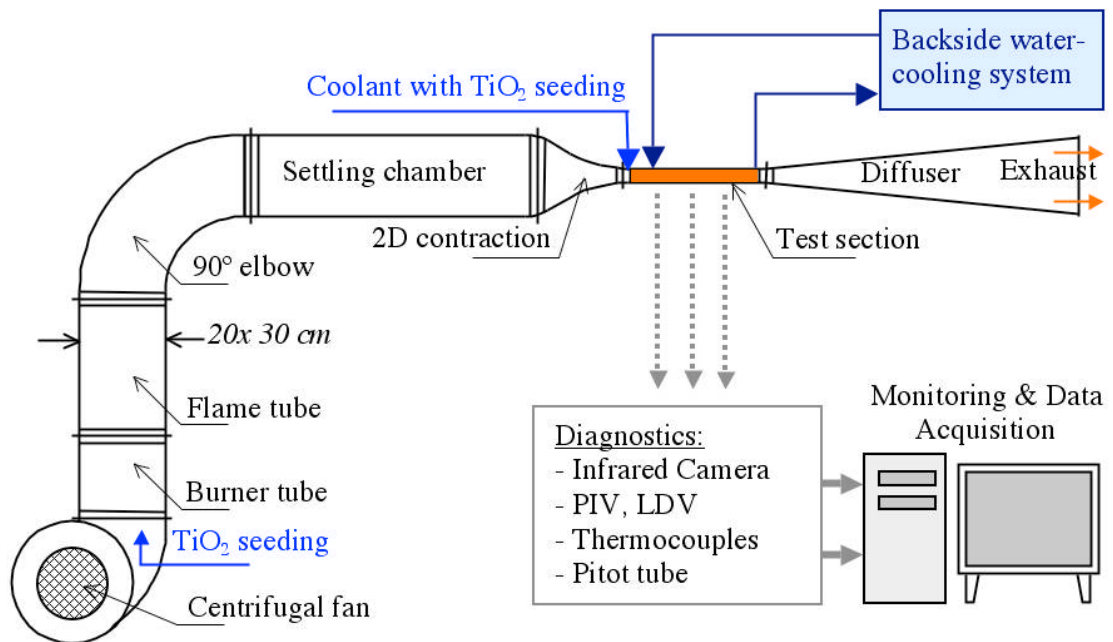 Backside water-
cooling system
Coolant with TiO₂ seeding
Settling chamber
Diffuser
Exhaust
2D contraction
Test section
90° elbow
20x 30 cm
Flame tube
Burner tube
TiO₂ seeding
Centrifugal fan
Diagnostics:
- Infrared Camera
- PIV, LDV
- Thermocouples
- Pitot tube
Monitoring & Data
Acquisition